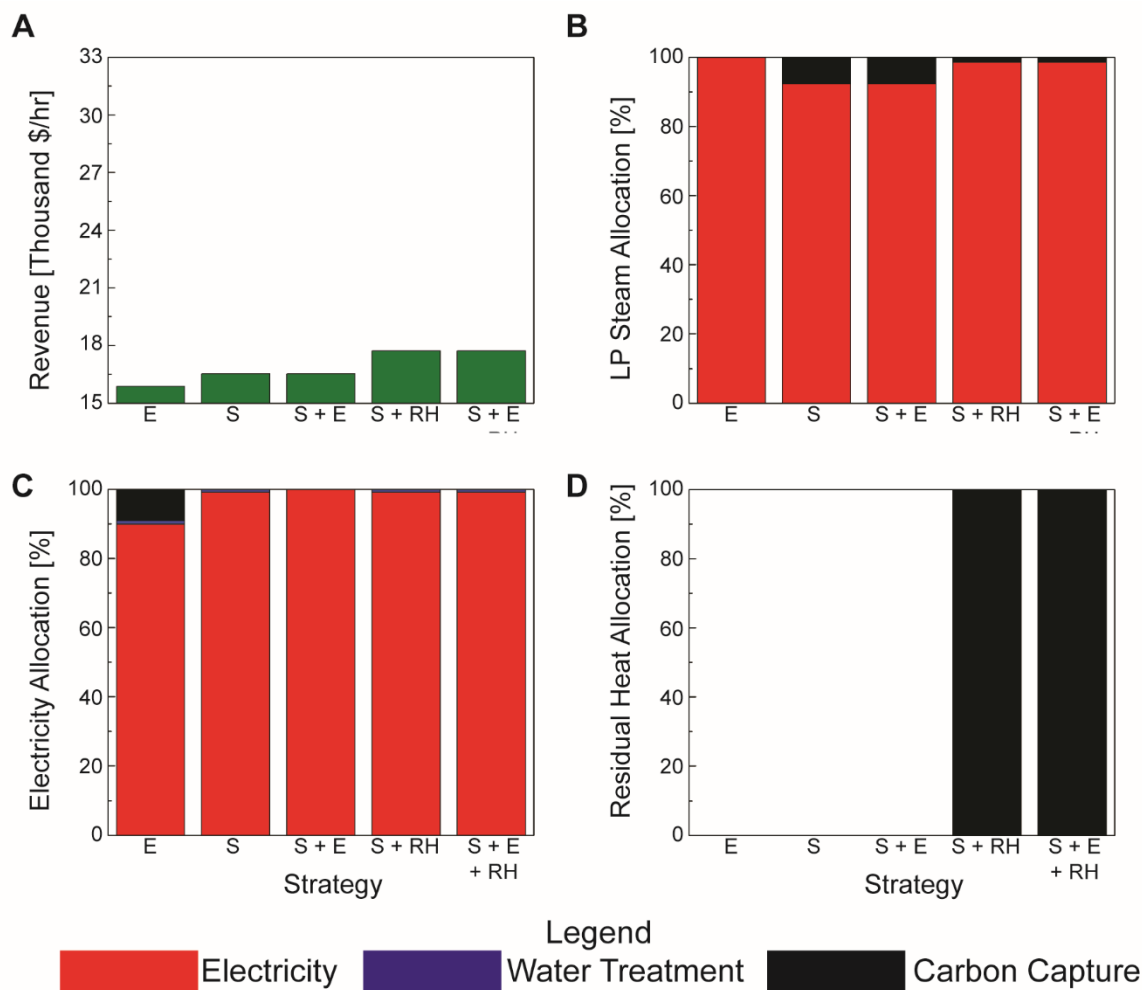 A
Revenue [Thousand $/hr]
33
30
27
24
21
18
15
E S S + E S + RH S + E
B
LP Steam Allocation [%]
100
80
60
40
20
0
E S S + E S + RH S + E
C
Electricity Allocation [%]
100
80
60
40
20
0
E S S + E S + RH S + E
+ RH
Strategy
D
Residual Heat Allocation [%]
100
80
60
40
20
0
E S S + E S + RH S + E
+ RH
Strategy
Legend
Electricity Water Treatment Carbon Capture